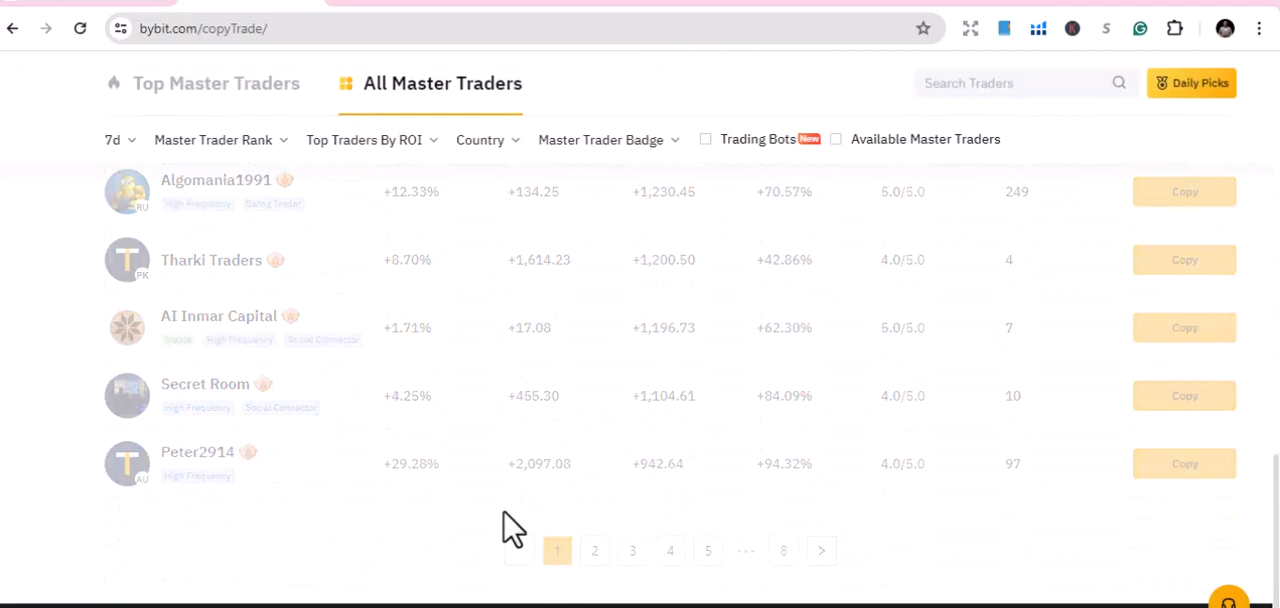 bybit.com/copyTrade/
Top Master Traders All Master Traders Search Traders Daily Picks
7d Master Trader Rank Top Traders By ROI Country Master Trader Badge Trading Bots New Available Master Traders
Algomania1991 +12.33% +134.25 +1,230.45 +70.57% 5.0/5.0 249 Copy
RU High Frequency Swing Trader
Tharki Traders +8.70% +1,614.23 +1,200.50 +42.86% 4.0/5.0 4 Copy
T PK
AI Inmar Capital +1.71% +17.08 +1,196.73 +62.30% 5.0/5.0 7 Copy
Stable High Frequency Social Connector
Secret Room +4.25% +455.30 +1,104.61 +84.09% 4.0/5.0 10 Copy
High Frequency Social Connector
Peter2914 +29.28% +2,097.08 +942.64 +94.32% 4.0/5.0 97 Copy
T AU High Frequency
1 2 3 4 5 ••• 8 >